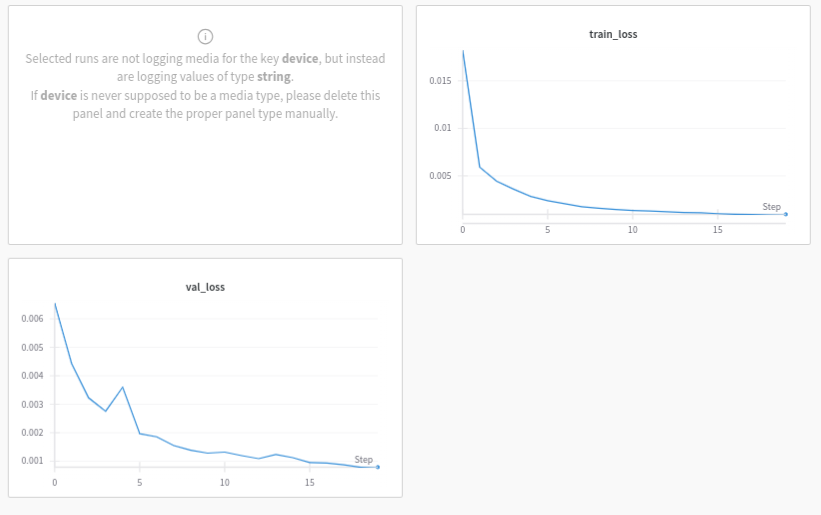 Selected runs are not logging media for the key device, but instead
are logging values of type string.
If device is never supposed to be a media type, please delete this
panel and create the proper panel type manually.
train_loss
0.015
0.01
0.005
Step
0 5 10 15
val_loss
0.006
0.005
0.004
0.003
0.002
0.001
Step
0 5 10 15